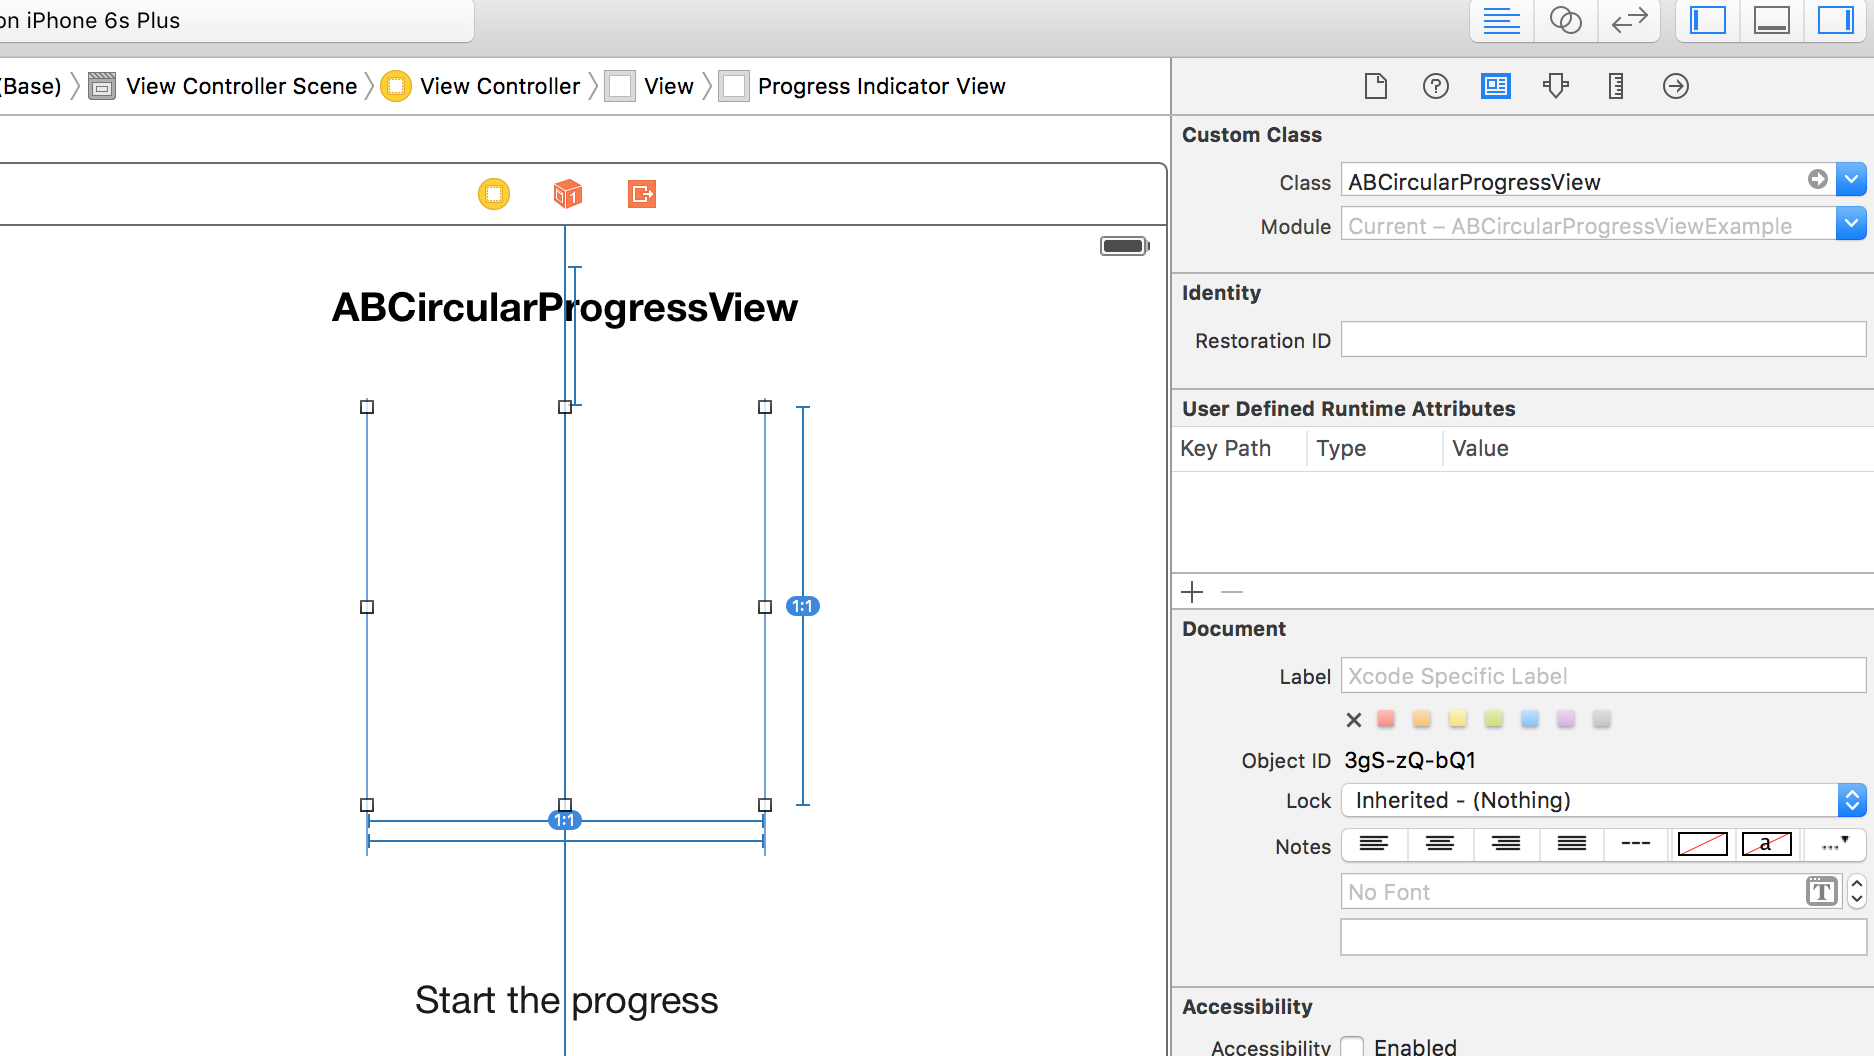 on iPhone 6s Plus
(Base) View Controller Scene View Controller View Progress Indicator View
Custom Class
Class ABCircularProgressView
Module Current – ABCircularProgressViewExample
1
ABCircularProgressView
Identity
Restoration ID
User Defined Runtime Attributes
Key Path Type Value
1:1
Document
Label Xcode Specific Label
Object ID 3gS-zQ-bQ1
Lock Inherited - (Nothing)
1:1
Notes --- a ...
No Font T
Start the progress
Accessibility
Accessibility Enabled